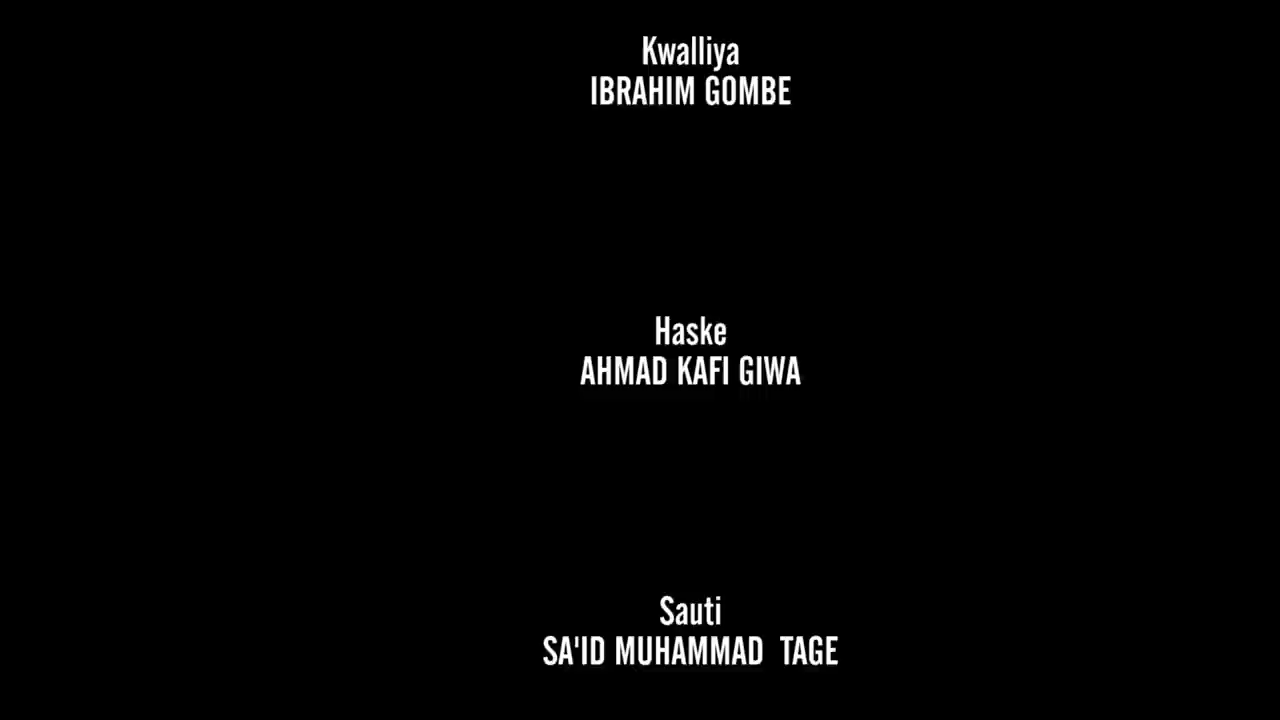 Kwalliya
IBRAHIM GOMBE
Haske
AHMAD KAFI GIWA
Sauti
SA'ID MUHAMMAD TAGE